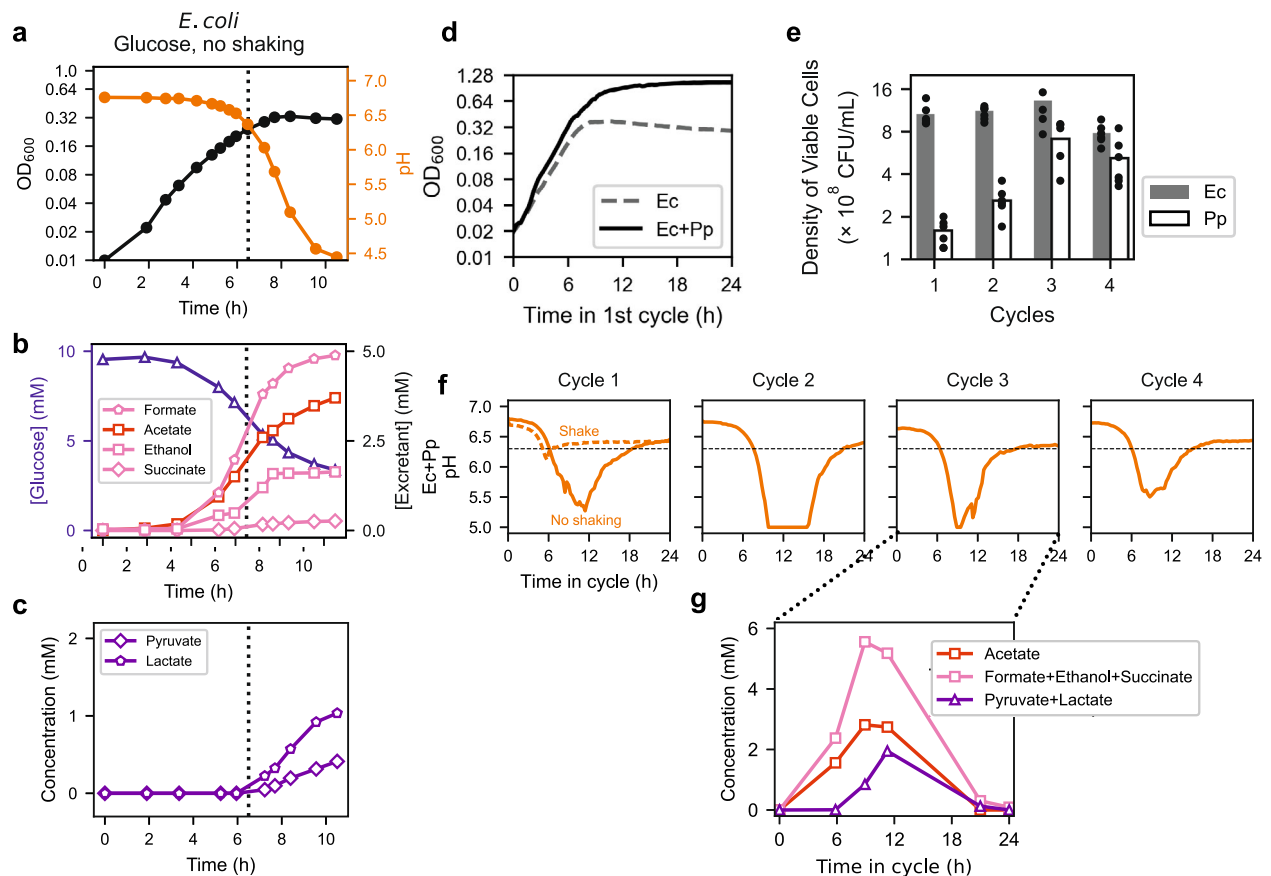 a
E. coli
Glucose, no shaking
OD600
1.0
0.64
0.32
0.16
0.08
0.04
0.02
0.01
7.0
6.5
6.0
5.5
5.0
4.5
pH
0 2 4 6 8 10
Time (h)
b
[Glucose] (mM)
10
5
0
Formate
Acetate
Ethanol
Succinate
5.0
2.5
0.0
[Excretant] (mM)
0 2 4 6 8 10
Time (h)
c
Concentration (mM)
2
1
0
Pyruvate
Lactate
0 2 4 6 8 10
Time (h)
d
OD600
1.28
0.64
0.32
0.16
0.08
0.04
0.02
0.01
Ec
Ec+Pp
0 6 12 18 24
Time in 1st cycle (h)
e
Density of Viable Cells
(× 10^8 CFU/mL)
16
8
4
2
1
1 2 3 4
Cycles
Ec
Pp
f
Cycle 1 Cycle 2 Cycle 3 Cycle 4
Ec+Pp
pH
7.0
6.5
6.0
5.5
5.0
Shake
No shaking
0 6 12 18 24
0 6 12 18 24
0 6 12 18 24
0 6 12 18 24
Time in cycle (h)
g
Concentration (mM)
6
4
2
0
Acetate
Formate+Ethanol+Succinate
Pyruvate+Lactate
0 6 12 18 24
Time in cycle (h)